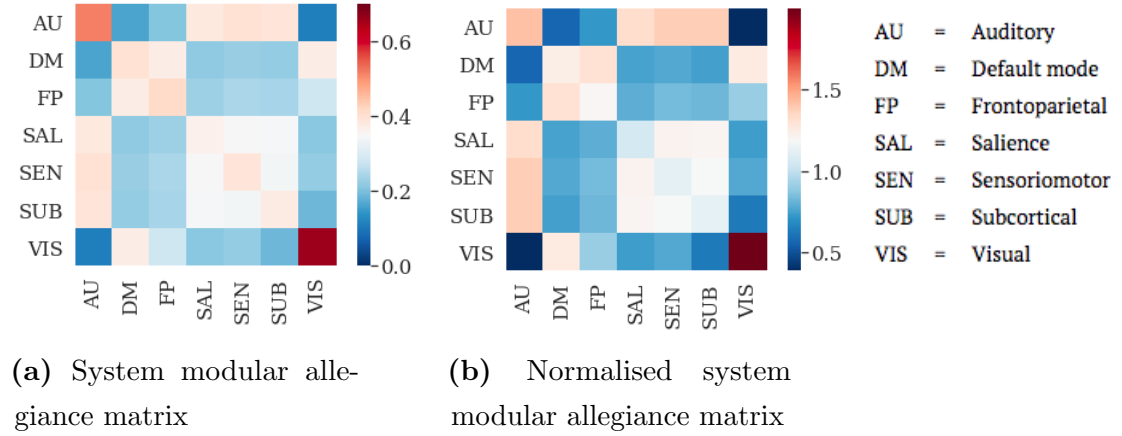 AU
DM
FP
SAL
SEN
SUB
VIS
AU DM FP SAL SEN SUB VIS
0.6
0.4
0.2
0.0
AU
DM
FP
SAL
SEN
SUB
VIS
AU DM FP SAL SEN SUB VIS
1.5
1.0
0.5
AU = Auditory
DM = Default mode
FP = Frontoparietal
SAL = Salience
SEN = Sensoriomotor
SUB = Subcortical
VIS = Visual
(a) System modular alle-
giance matrix
(b) Normalised system
modular allegiance matrix